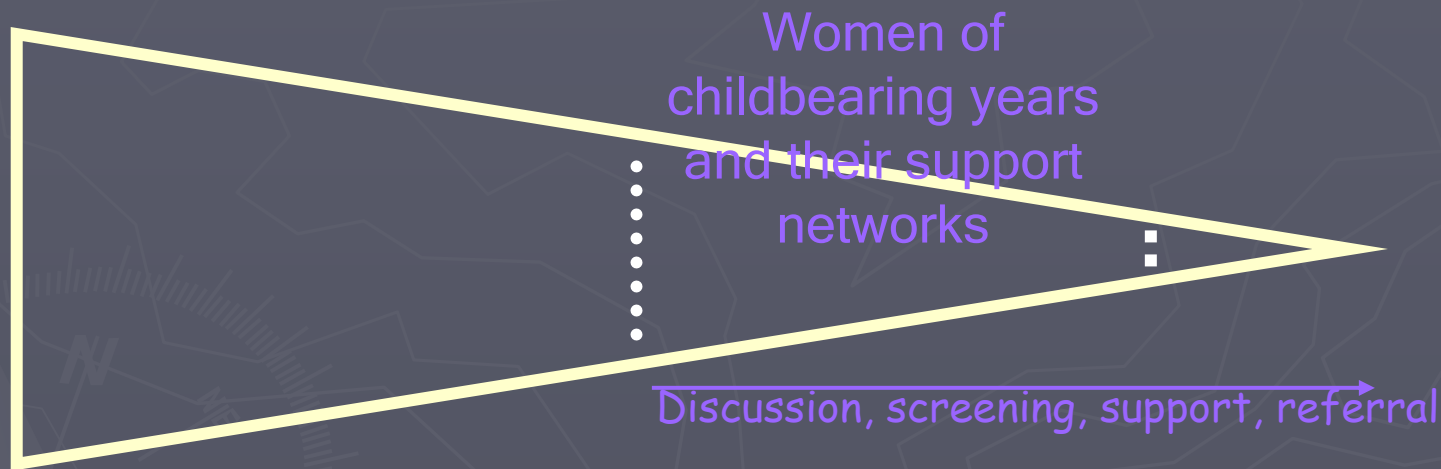 Women of
childbearing years
and their support
networks
Discussion, screening, support, referral
N